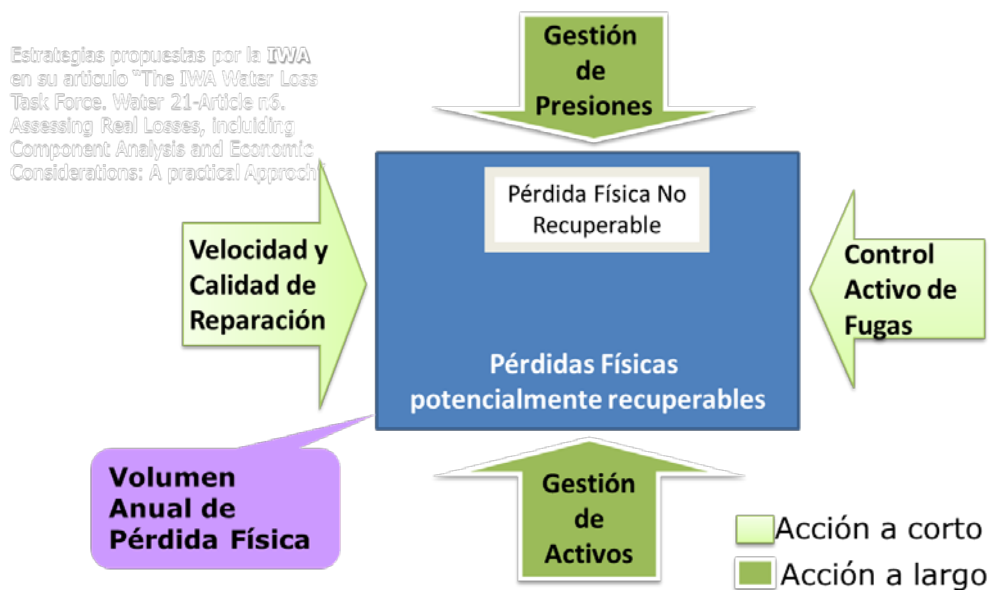 Estrategias propuestas por la IWA
en su articulo "The IWA Water Loss
Task Force. Water 21-Article n6.
Assessing Real Losses, incluiding
Component Analysis and Economic
Considerations: A practical Approch"
Gestión
de
Presiones
Pérdida Física No
Recuperable
Velocidad y
Calidad de
Reparación
Control
Activo de
Fugas
Pérdidas Físicas
potencialmente recuperables
Volumen
Anual de
Pérdida Física
Gestión
de
Activos
Acción a corto
Acción a largo